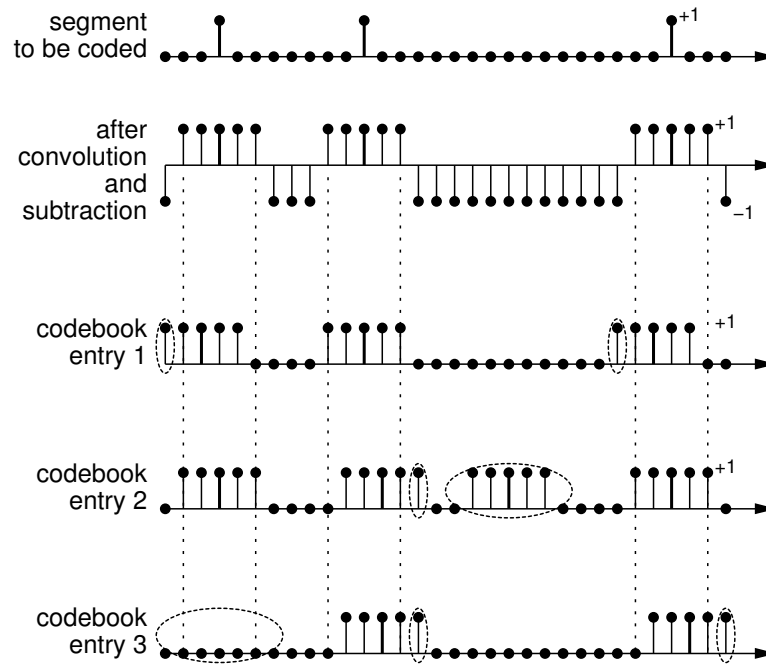 segment
to be coded
+1
after
convolution
and
subtraction
+1
−1
codebook
entry 1
+1
codebook
entry 2
+1
codebook
entry 3